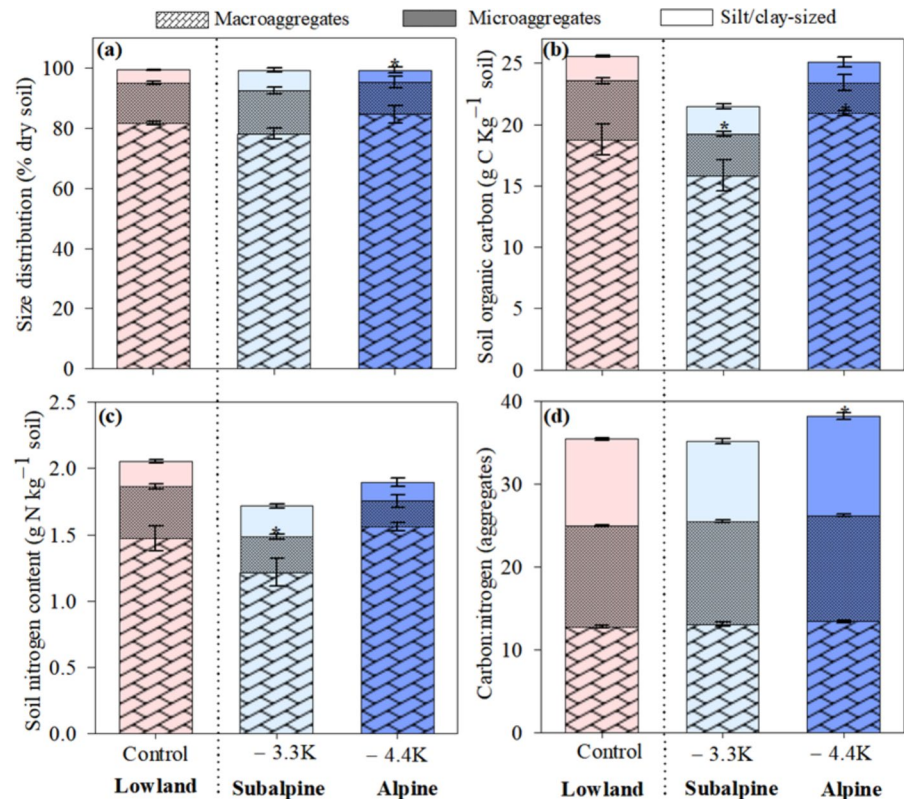 Macroaggregates Microaggregates Silt/clay-sized
(a)
Size distribution (% dry soil)
100
80
60
40
20
0
*
(b)
Soil organic carbon (g C Kg−1 soil)
25
20
15
10
5
0
*
*
(c)
Soil nitrogen content (g N kg−1 soil)
2.5
2.0
1.5
1.0
0.5
0.0
*
(d)
Carbon:nitrogen (aggregates)
40
30
20
10
0
*
Control − 3.3K − 4.4K
Lowland Subalpine Alpine
Control − 3.3K − 4.4K
Lowland Subalpine Alpine